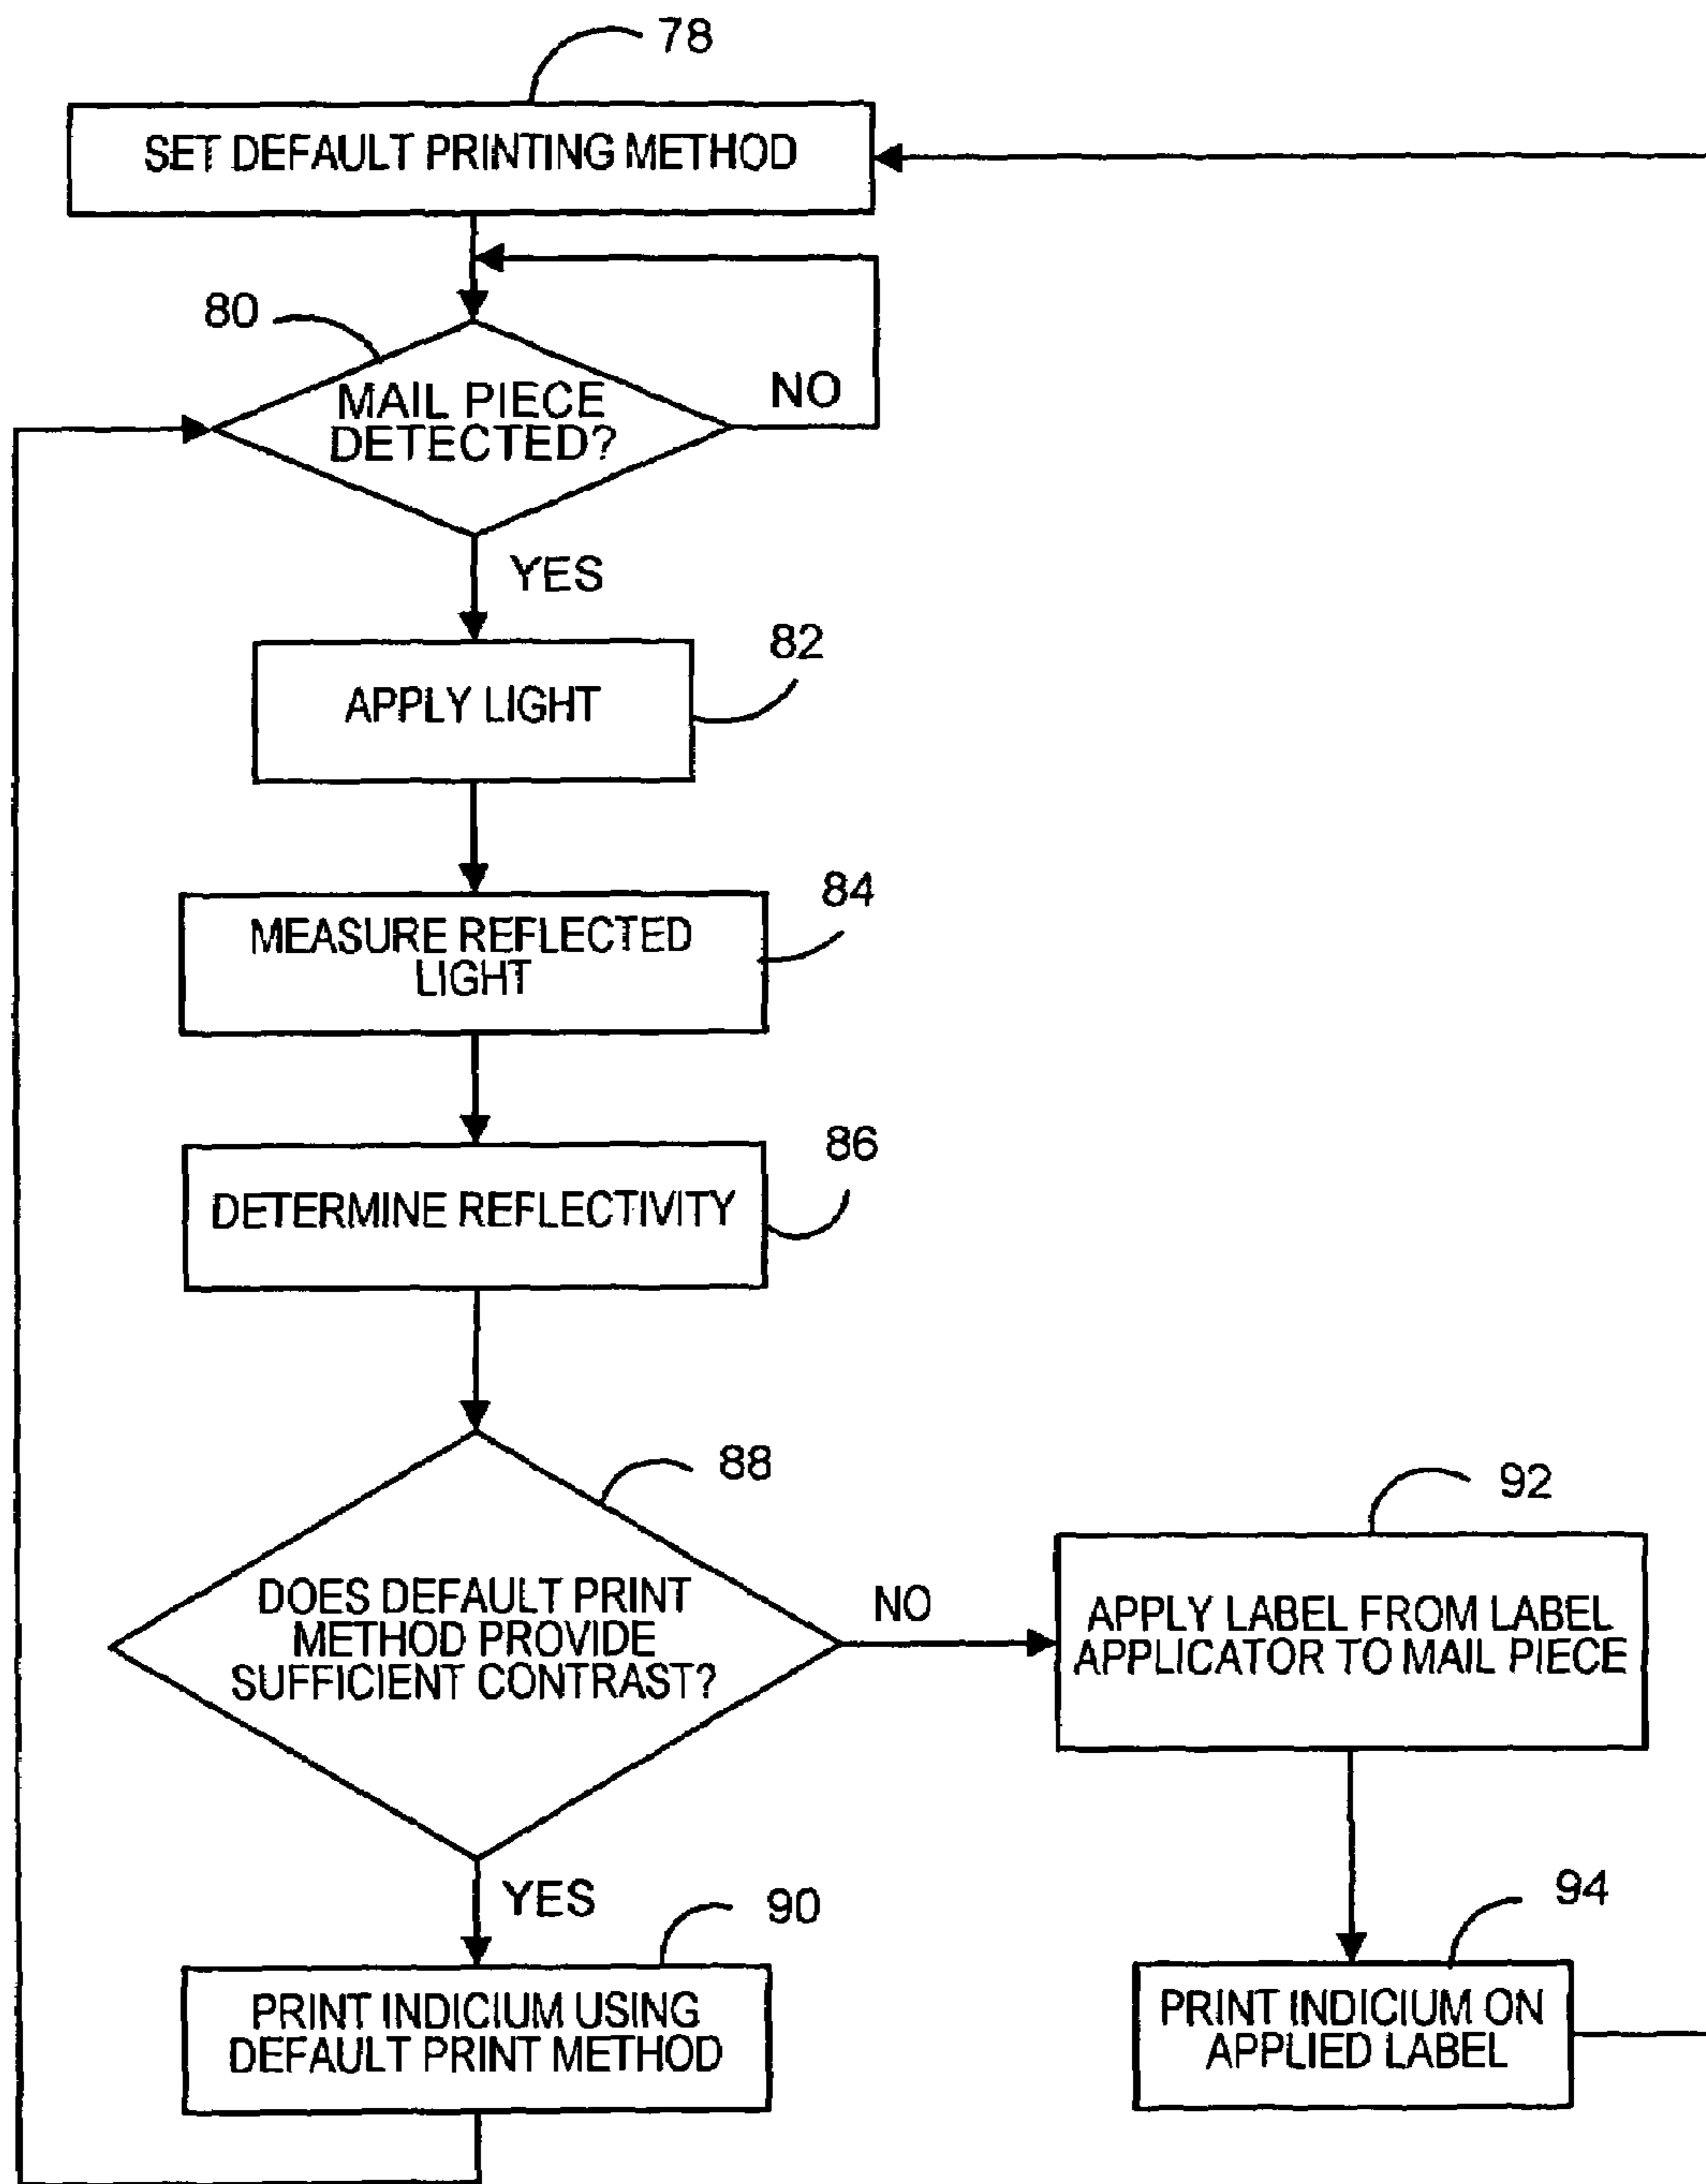 78
SET DEFAULT PRINTING METHOD
80
MAIL PIECE
DETECTED?
NO
YES
82
APPLY LIGHT
84
MEASURE REFLECTED
LIGHT
86
DETERMINE REFLECTIVITY
88
DOES DEFAULT PRINT
METHOD PROVIDE
SUFFICIENT CONTRAST?
NO
92
APPLY LABEL FROM LABEL
APPLICATOR TO MAIL PIECE
YES
90
PRINT INDICIUM USING
DEFAULT PRINT METHOD
94
PRINT INDICIUM ON
APPLIED LABEL